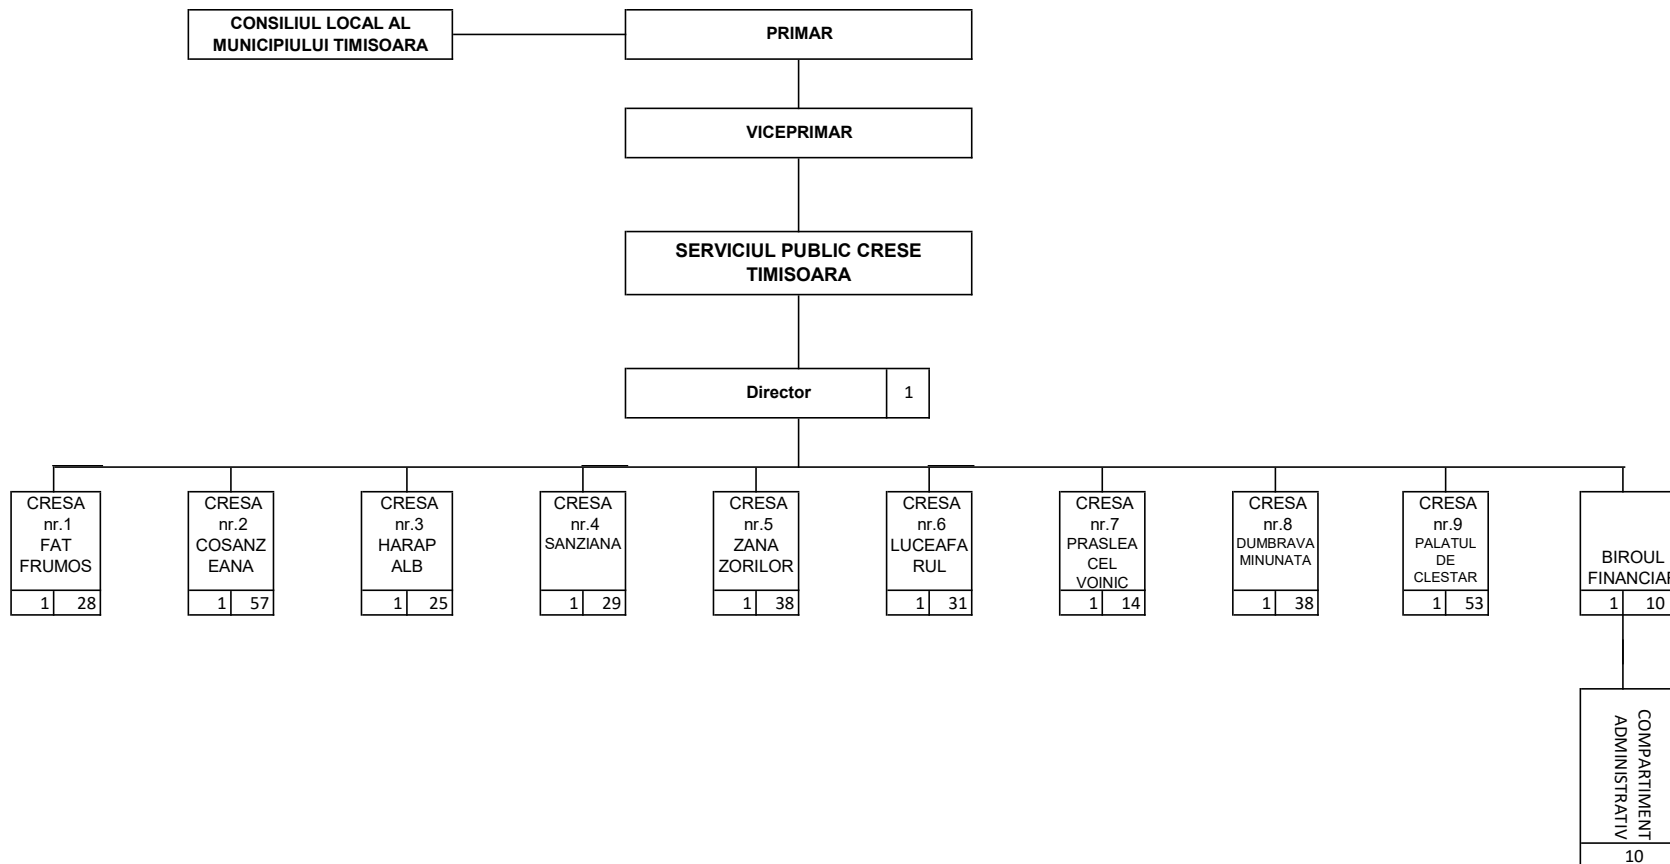 CONSILIUL LOCAL AL
MUNICIPIULUI TIMISOARA
PRIMAR
VICEPRIMAR
SERVICIUL PUBLIC CRESE
TIMISOARA
Director
1
CRESA
nr.1
FAT
FRUMOS
1 28
CRESA
nr.2
COSANZ
EANA
1 57
CRESA
nr.3
HARAP
ALB
1 25
CRESA
nr.4
SANZIANA
1 29
CRESA
nr.5
ZANA
ZORILOR
1 38
CRESA
nr.6
LUCEAFA
RUL
1 31
CRESA
nr.7
PRASLEA
CEL
VOINIC
1 14
CRESA
nr.8
DUMBRAVA
MINUNATA
1 38
CRESA
nr.9
PALATUL
DE
CLESTAR
1 53
BIROUL
FINANCIAR
1 10
COMPARTIMENT
ADMINISTRATIV
10